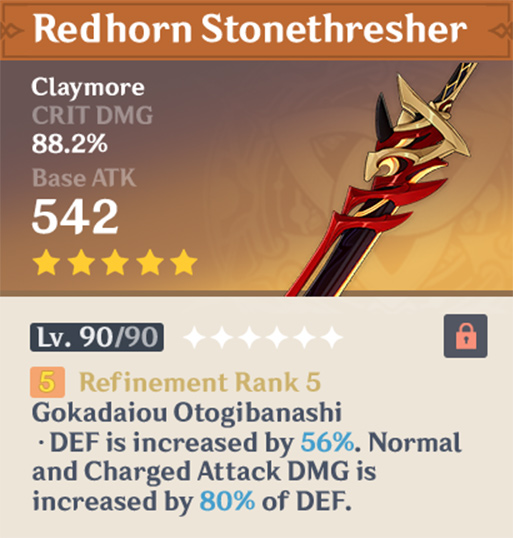 Redhorn Stonethresher
Claymore
CRIT DMG
88.2%
Base ATK
542
Lv. 90/90
5 Refinement Rank 5
Gokadaiou Otogibanashi
·DEF is increased by 56%. Normal
and Charged Attack DMG is
increased by 80% of DEF.